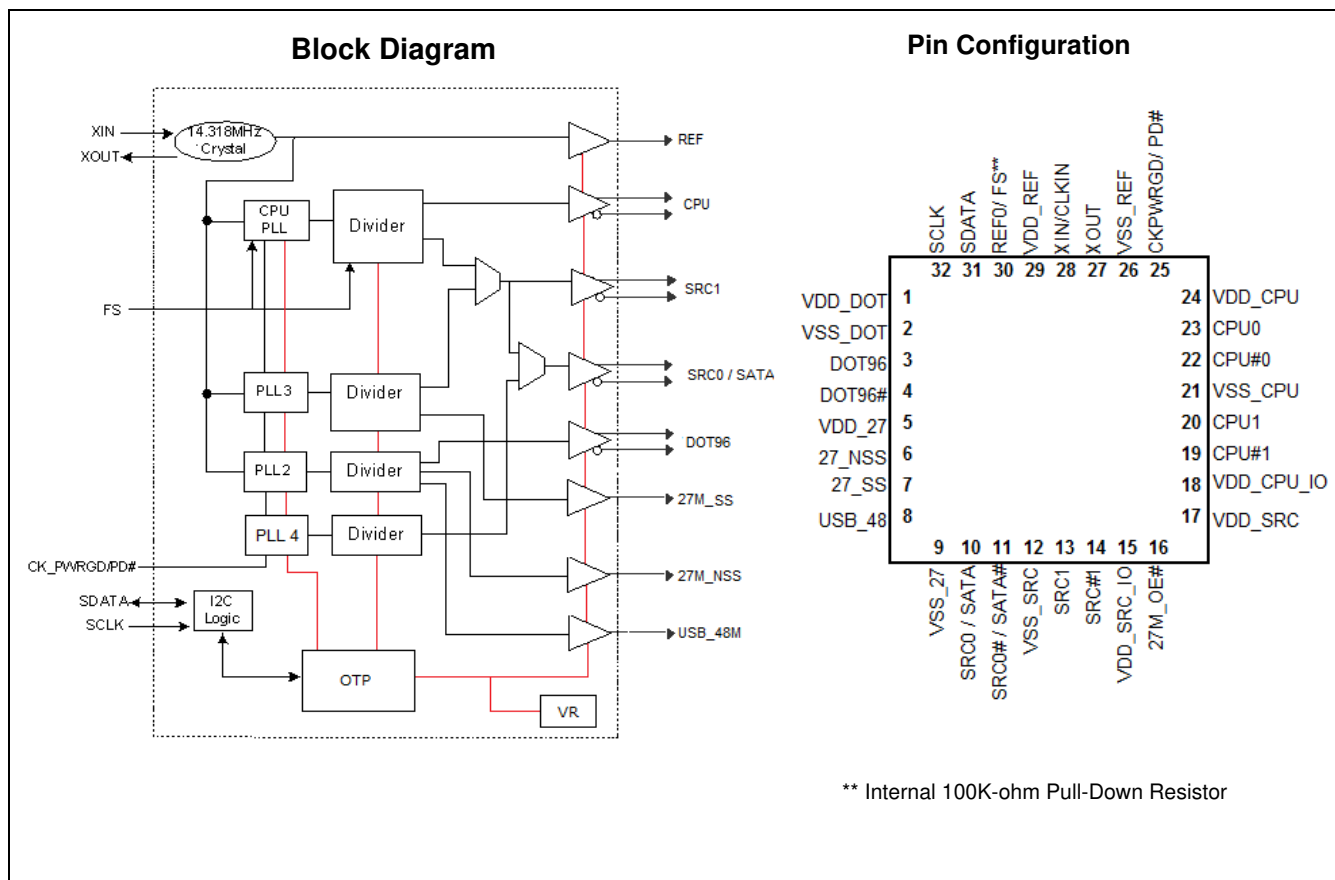 Block Diagram
XIN
XOUT
14.318MHz
Crystal
REF
CPU
PLL
Divider
CPU
FS
SRC1
PLL3
Divider
SRC0 / SATA
PLL2
Divider
DOT96
PLL 4
Divider
27M_SS
CK_PWRGD/PD#
27M_NSS
SDATA
SCLK
I2C
Logic
USB_48M
OTP
VR
Pin Configuration
SCLK
SDATA
REF0/ FS**
VDD_REF
XIN/CLKIN
XOUT
VSS_REF
CKPWRGD/ PD#
32 31 30 29 28 27 26 25
VDD_DOT 1
VSS_DOT 2
DOT96 3
DOT96# 4
VDD_27 5
27_NSS 6
27_SS 7
USB_48 8
24 VDD_CPU
23 CPU0
22 CPU#0
21 VSS_CPU
20 CPU1
19 CPU#1
18 VDD_CPU_IO
17 VDD_SRC
9 10 11 12 13 14 15 16
VSS_27
SRC0 / SATA
SRC0# / SATA#
VSS_SRC
SRC1
SRC#1
VDD_SRC_IO
27M_OE#
** Internal 100K-ohm Pull-Down Resistor